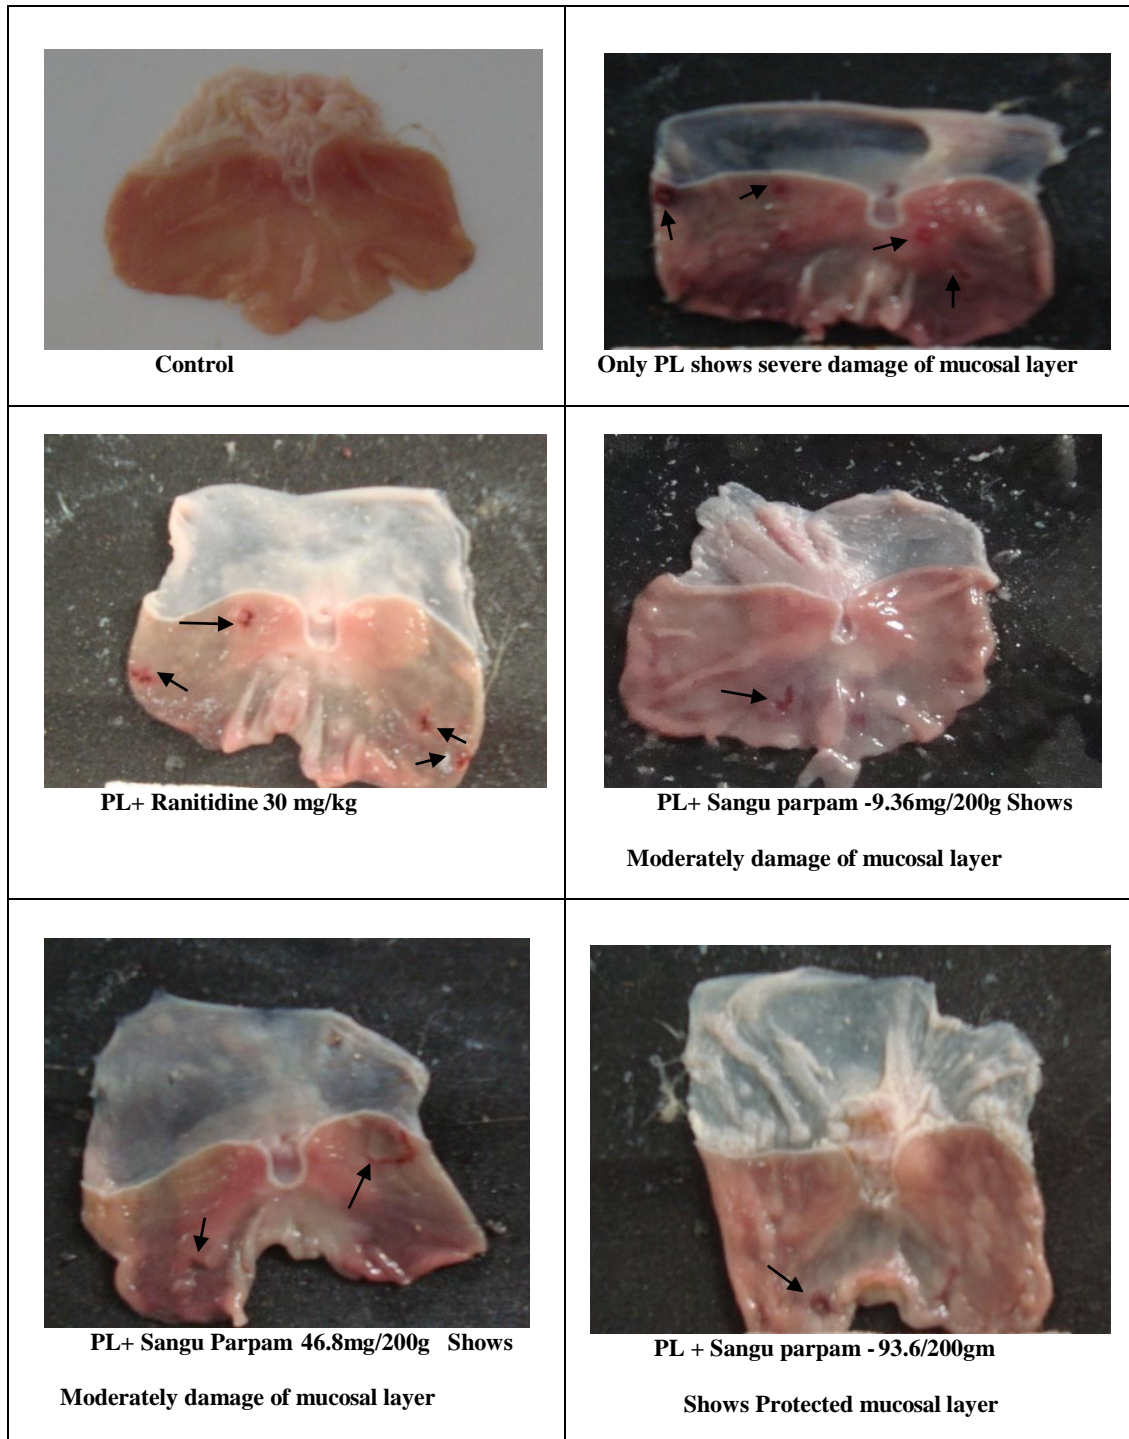 Control
Only PL shows severe damage of mucosal layer
PL+ Ranitidine 30 mg/kg
PL+ Sangu parpam -9.36mg/200g Shows
Moderately damage of mucosal layer
PL+ Sangu Parpam 46.8mg/200g Shows
Moderately damage of mucosal layer
PL + Sangu parpam - 93.6/200gm
Shows Protected mucosal layer